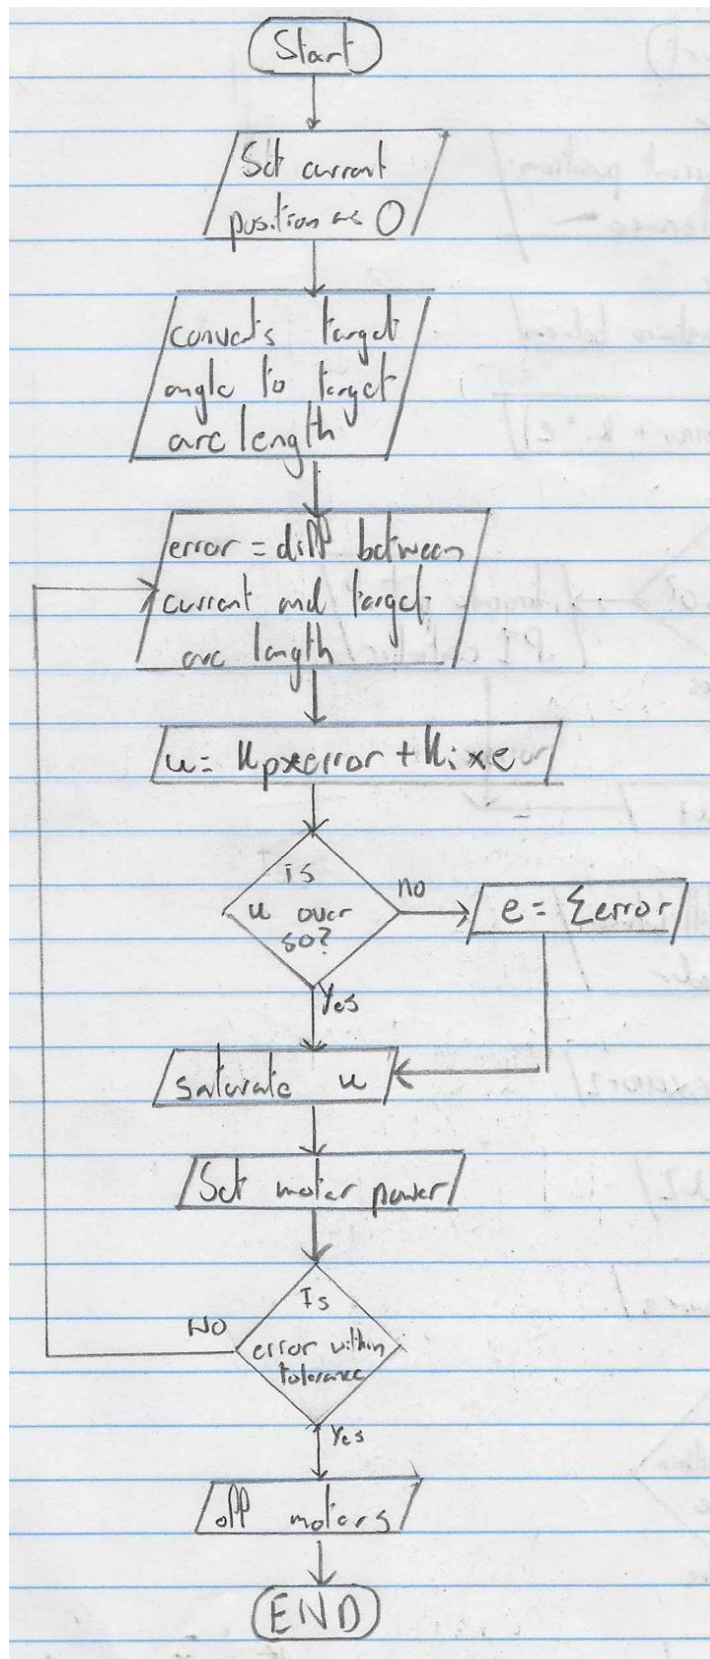 Start
Set current
position as 0
converts target
angle to target
arc length
error = diff between
current and target
arc length
u = Kp×error + Ki × e
is
u over
50?
no
e = Σerror
Yes
saturate u
Set motor power
Is
error within
tolerance
NO
Yes
off motors
END